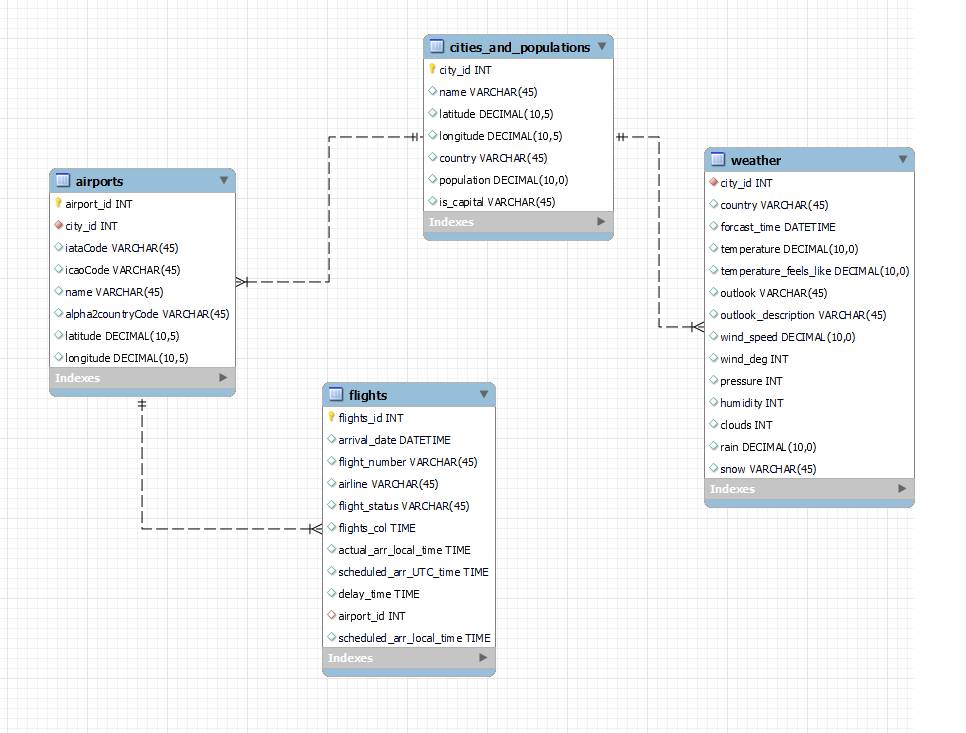 cities_and_populations
city_id INT
name VARCHAR(45)
latitude DECIMAL(10,5)
longitude DECIMAL(10,5)
country VARCHAR(45)
population DECIMAL(10,0)
is_capital VARCHAR(45)
Indexes
airports
airport_id INT
city_id INT
iataCode VARCHAR(45)
icaoCode VARCHAR(45)
name VARCHAR(45)
alpha2countryCode VARCHAR(45)
latitude DECIMAL(10,5)
longitude DECIMAL(10,5)
Indexes
weather
city_id INT
country VARCHAR(45)
forcast_time DATETIME
temperature DECIMAL(10,0)
temperature_feels_like DECIMAL(10,0)
outlook VARCHAR(45)
outlook_description VARCHAR(45)
wind_speed DECIMAL(10,0)
wind_deg INT
pressure INT
humidity INT
clouds INT
rain DECIMAL(10,0)
snow VARCHAR(45)
Indexes
flights
flights_id INT
arrival_date DATETIME
flight_number VARCHAR(45)
airline VARCHAR(45)
flight_status VARCHAR(45)
flights_col TIME
actual_arr_local_time TIME
scheduled_arr_UTC_time TIME
delay_time TIME
airport_id INT
scheduled_arr_local_time TIME
Indexes